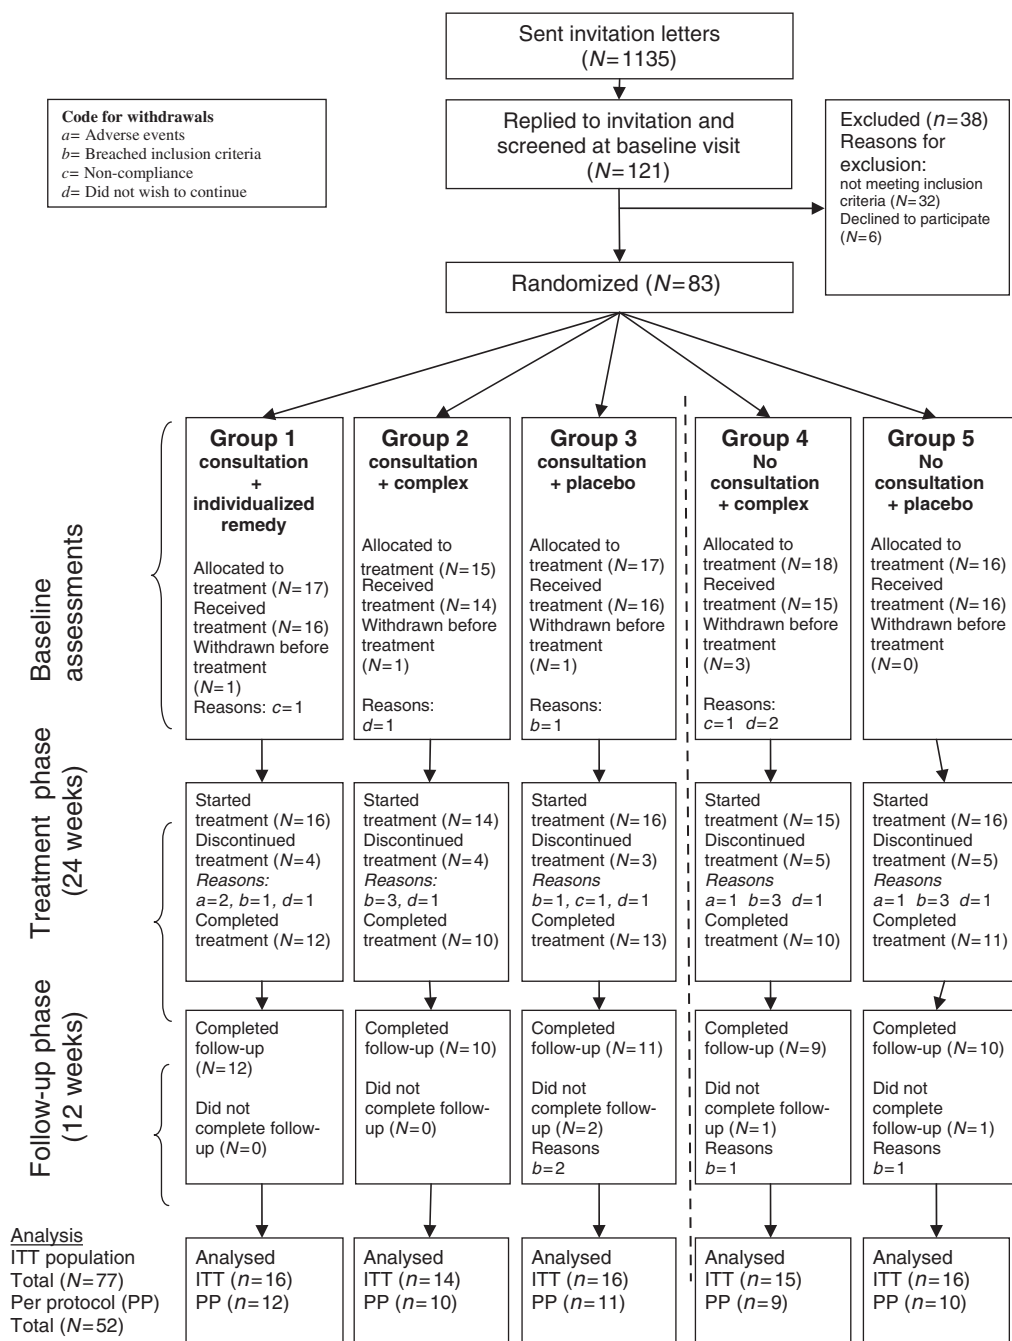 Sent invitation letters
(N=1135)
Code for withdrawals
a= Adverse events
b= Breached inclusion criteria
c= Non-compliance
d= Did not wish to continue
Replied to invitation and
screened at baseline visit
(N=121)
Excluded (n=38)
Reasons for
exclusion:
not meeting inclusion
criteria (N=32)
Declined to participate
(N=6)
Randomized (N=83)
Baseline
assessments
Group 1
consultation
+
individualized
remedy
Allocated to
treatment (N=17)
Received
treatment (N=16)
Withdrawn before
treatment
(N=1)
Reasons: c=1
Group 2
consultation
+ complex
Allocated to
treatment (N=15)
Received
treatment (N=14)
Withdrawn before
treatment
(N=1)
Reasons:
d=1
Group 3
consultation
+ placebo
Allocated to
treatment (N=17)
Received
treatment (N=16)
Withdrawn before
treatment
(N=1)
Reasons:
b=1
Group 4
No
consultation
+ complex
Allocated to
treatment (N=18)
Received
treatment (N=15)
Withdrawn before
treatment
(N=3)
Reasons:
c=1 d=2
Group 5
No
consultation
+ placebo
Allocated to
treatment (N=16)
Received
treatment (N=16)
Withdrawn before
treatment
(N=0)
Treatment phase
(24 weeks)
Started
treatment (N=16)
Discontinued
treatment (N=4)
Reasons:
a=2, b=1, d=1
Completed
treatment (N=12)
Started
treatment (N=14)
Discontinued
treatment (N=4)
Reasons:
b=3, d=1
Completed
treatment (N=10)
Started
treatment (N=16)
Discontinued
treatment (N=3)
Reasons
b=1, c=1, d=1
Completed
treatment (N=13)
Started
treatment (N=15)
Discontinued
treatment (N=5)
Reasons
a=1 b=3 d=1
Completed
treatment (N=10)
Started
treatment (N=16)
Discontinued
treatment (N=5)
Reasons
a=1 b=3 d=1
Completed
treatment (N=11)
Follow-up phase
(12 weeks)
Completed
follow-up
(N=12)
Did not
complete follow-
up (N=0)
Completed
follow-up (N=10)
Did not
complete follow-
up (N=0)
Completed
follow-up (N=11)
Did not
complete follow-
up (N=2)
Reasons
b=2
Completed
follow-up (N=9)
Did not
complete follow-
up (N=1)
Reasons
b=1
Completed
follow-up (N=10)
Did not
complete
follow-up (N=1)
Reasons
b=1
Analysis
ITT population
Total (N=77)
Per protocol (PP)
Total (N=52)
Analysed
ITT (n=16)
PP (n=12)
Analysed
ITT (n=14)
PP (n=10)
Analysed
ITT (n=16)
PP (n=11)
Analysed
ITT (n=15)
PP (n=9)
Analysed
ITT (n=16)
PP (n=10)